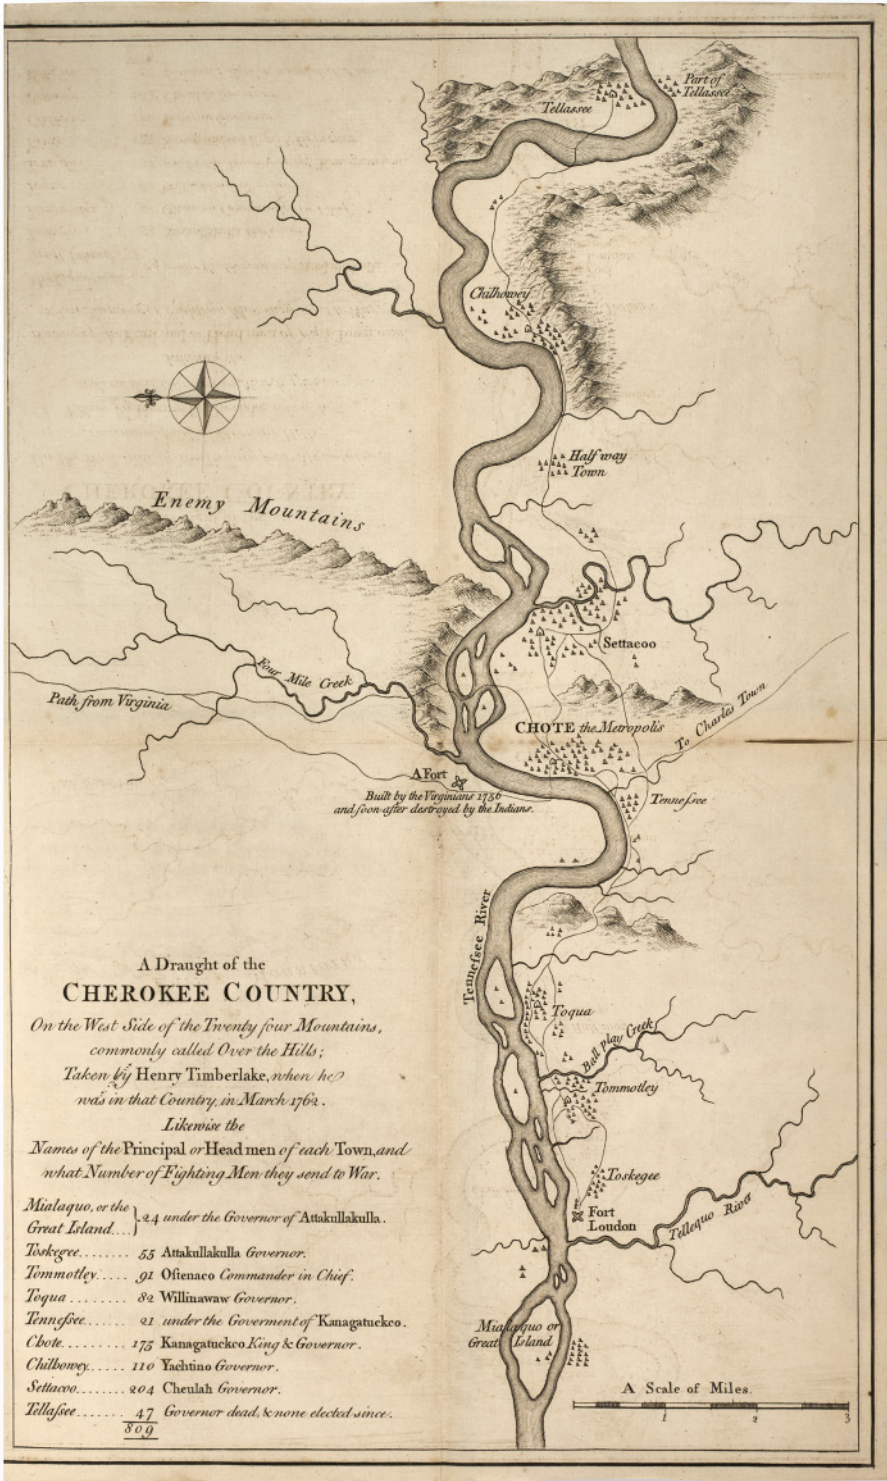 Part of
Tellassee
Tellassee
Chilhowey
Half way
Town
Enemy Mountains
Settacoo
Four Mile Creek
Path from Virginia
CHOTE the Metropolis
To Charles Town
A Fort
Built by the Virginians 1756
and soon after destroyed by the Indians.
Tennessee
Tennessee River
Toqua
Ball play Creek
Tommotley
Toskegee
Fort
Loudon
Tellequo River
Mialaquo or
Great Island
A Draught of the
CHEROKEE COUNTRY,
On the West Side of the Twenty four Mountains,
commonly called Over the Hills;
Taken by Henry Timberlake, when he
was in that Country, in March 1762.
Likewise the
Names of the Principal or Head men of each Town, and
what Number of Fighting Men they send to War.
Mialaquo, or the
Great Island.... } 24 under the Governor of Attakullakulla.
Toskegee........ 55 Attakullakulla Governor.
Tommotley..... 91 Ostenaco Commander in Chief.
Toqua ........ 82 Willinawaw Governor.
Tennessee...... 21 under the Goverment of Kanagatuckco.
Chote.......... 175 Kanagatuckco King & Governor.
Chilhowey...... 110 Yachtino Governor.
Settacoo........ 204 Cheulah Governor.
Tellassee....... 47 Governor dead, & none elected since.
809
A Scale of Miles.
1 2 3